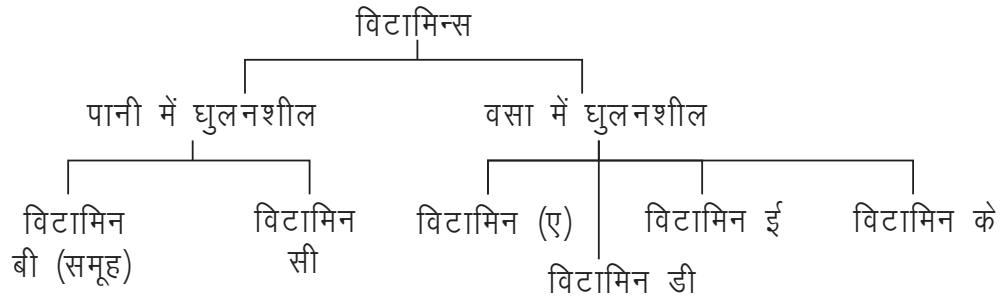 विटामिन्स
पानी में घुलनशील
वसा में घुलनशील
विटामिन
बी (समूह)
विटामिन
सी
विटामिन (ए)
विटामिन डी
विटामिन ई
विटामिन के